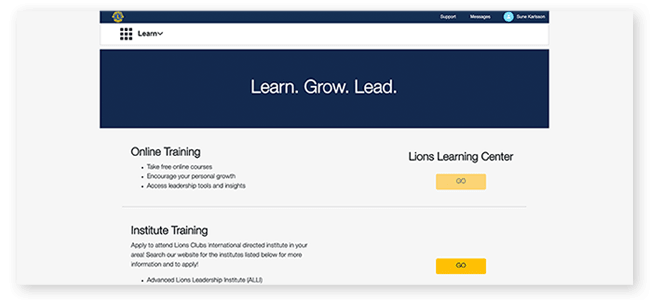 Support Messages Sune Karlsson
Learn
Learn. Grow. Lead.
Online Training
• Take free online courses
• Encourage your personal growth
• Access leadership tools and insights
Lions Learning Center
GO
Institute Training
Apply to attend Lions Clubs international directed institute in your
area! Search our website for the institutes listed below for more
information and to apply!
GO
• Advanced Lions Leadership Institute (ALLI)